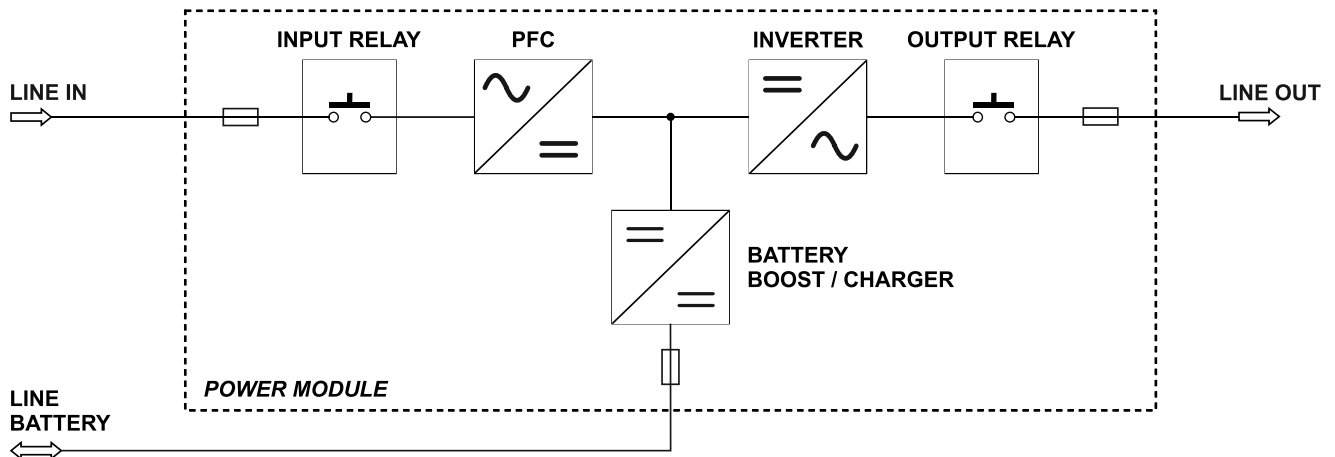 INPUT RELAY
PFC
INVERTER
OUTPUT RELAY
LINE IN
LINE OUT
BATTERY
BOOST / CHARGER
POWER MODULE
LINE
BATTERY